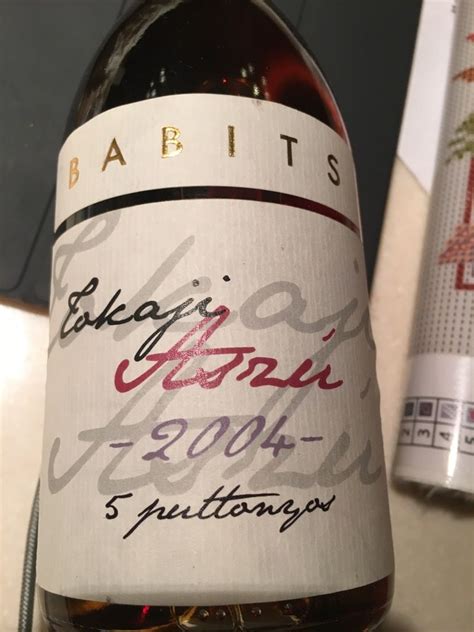 BABITS
Tokaji
Aszú
-2004-
5 puttonyos